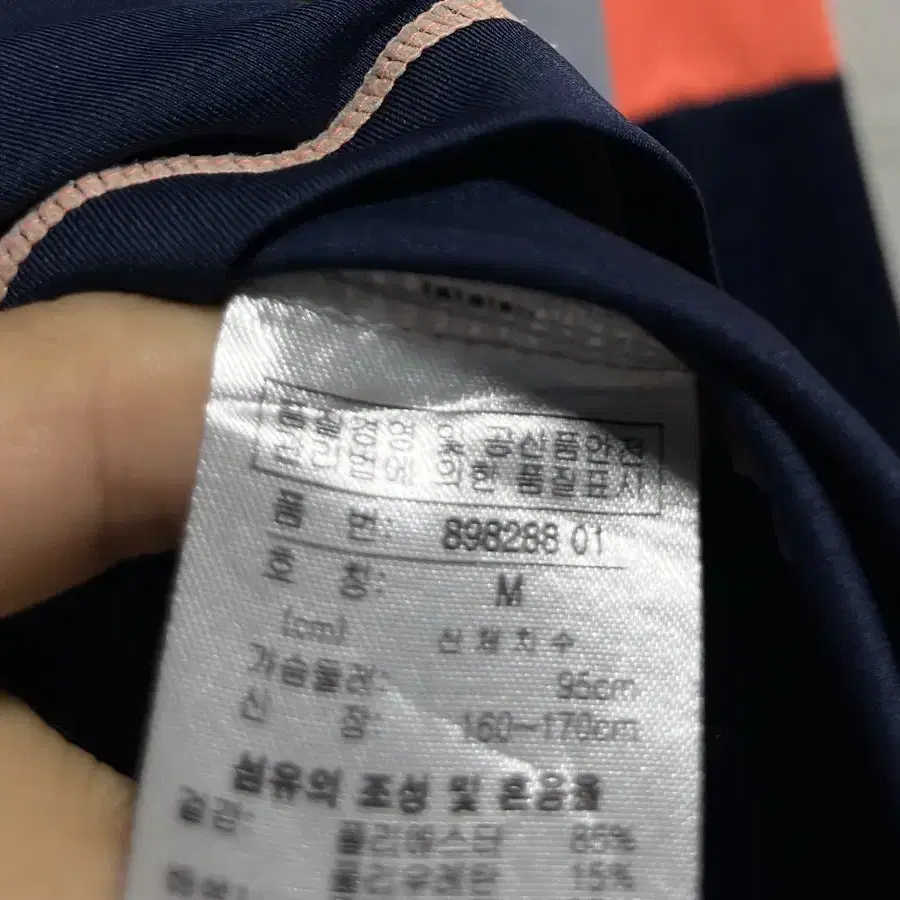 품질경영 및 공산품안전
관리법에 의한 품질표시
품 번: 898288 01
호 칭: M
(cm) 신체치수
가슴둘레: 95cm
신 장: 160~170cm
섬유의 조성 및 혼용율
겉감: 폴리에스터 85%
폴리우레탄 15%